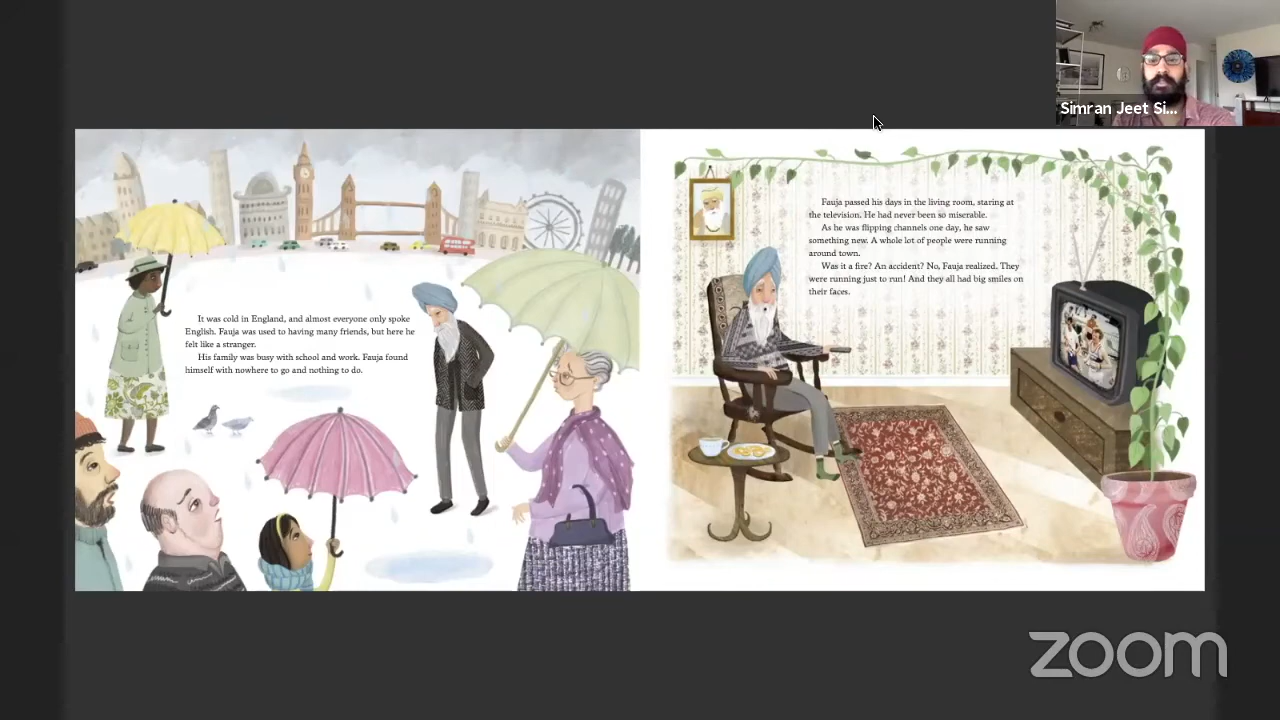 Simran Jeet Si...
It was cold in England, and almost everyone only spoke
English. Fauja was used to having many friends, but here he
felt like a stranger.
His family was busy with school and work. Fauja found
himself with nowhere to go and nothing to do.
Fauja passed his days in the living room, staring at
the television. He had never been so miserable.
As he was flipping channels one day, he saw
something new. A whole lot of people were running
around town.
Was it a fire? An accident? No, Fauja realized. They
were running just to run! And they all had big smiles on
their faces.
zoom